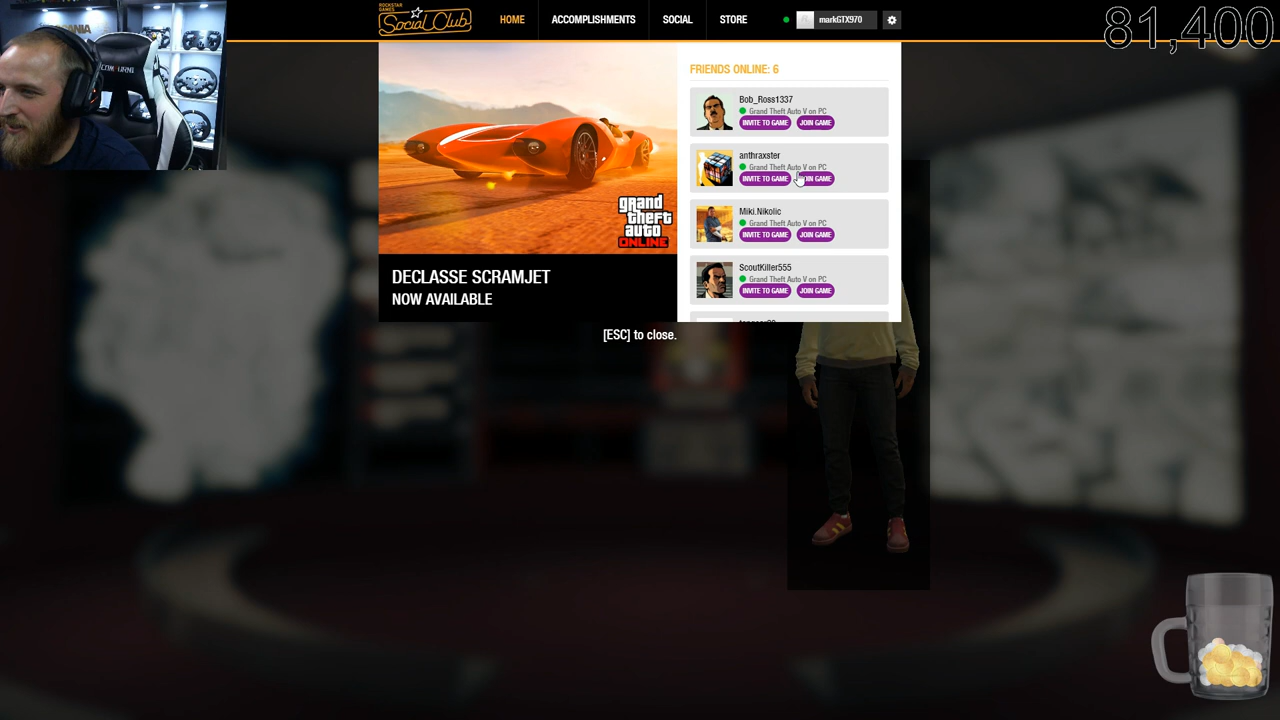 81,400
ROCKSTAR GAMES
Social Club
HOME
ACCOMPLISHMENTS
SOCIAL
STORE
markGTX970
grand theft auto ONLINE
DECLASSE SCRAMJET
NOW AVAILABLE
FRIENDS ONLINE: 6
Bob_Ross1337
Grand Theft Auto V on PC
INVITE TO GAME JOIN GAME
anthraxster
Grand Theft Auto V on PC
INVITE TO GAME JOIN GAME
Miki.Nikolic
Grand Theft Auto V on PC
INVITE TO GAME JOIN GAME
ScoutKiller555
Grand Theft Auto V on PC
INVITE TO GAME JOIN GAME
[ESC] to close.